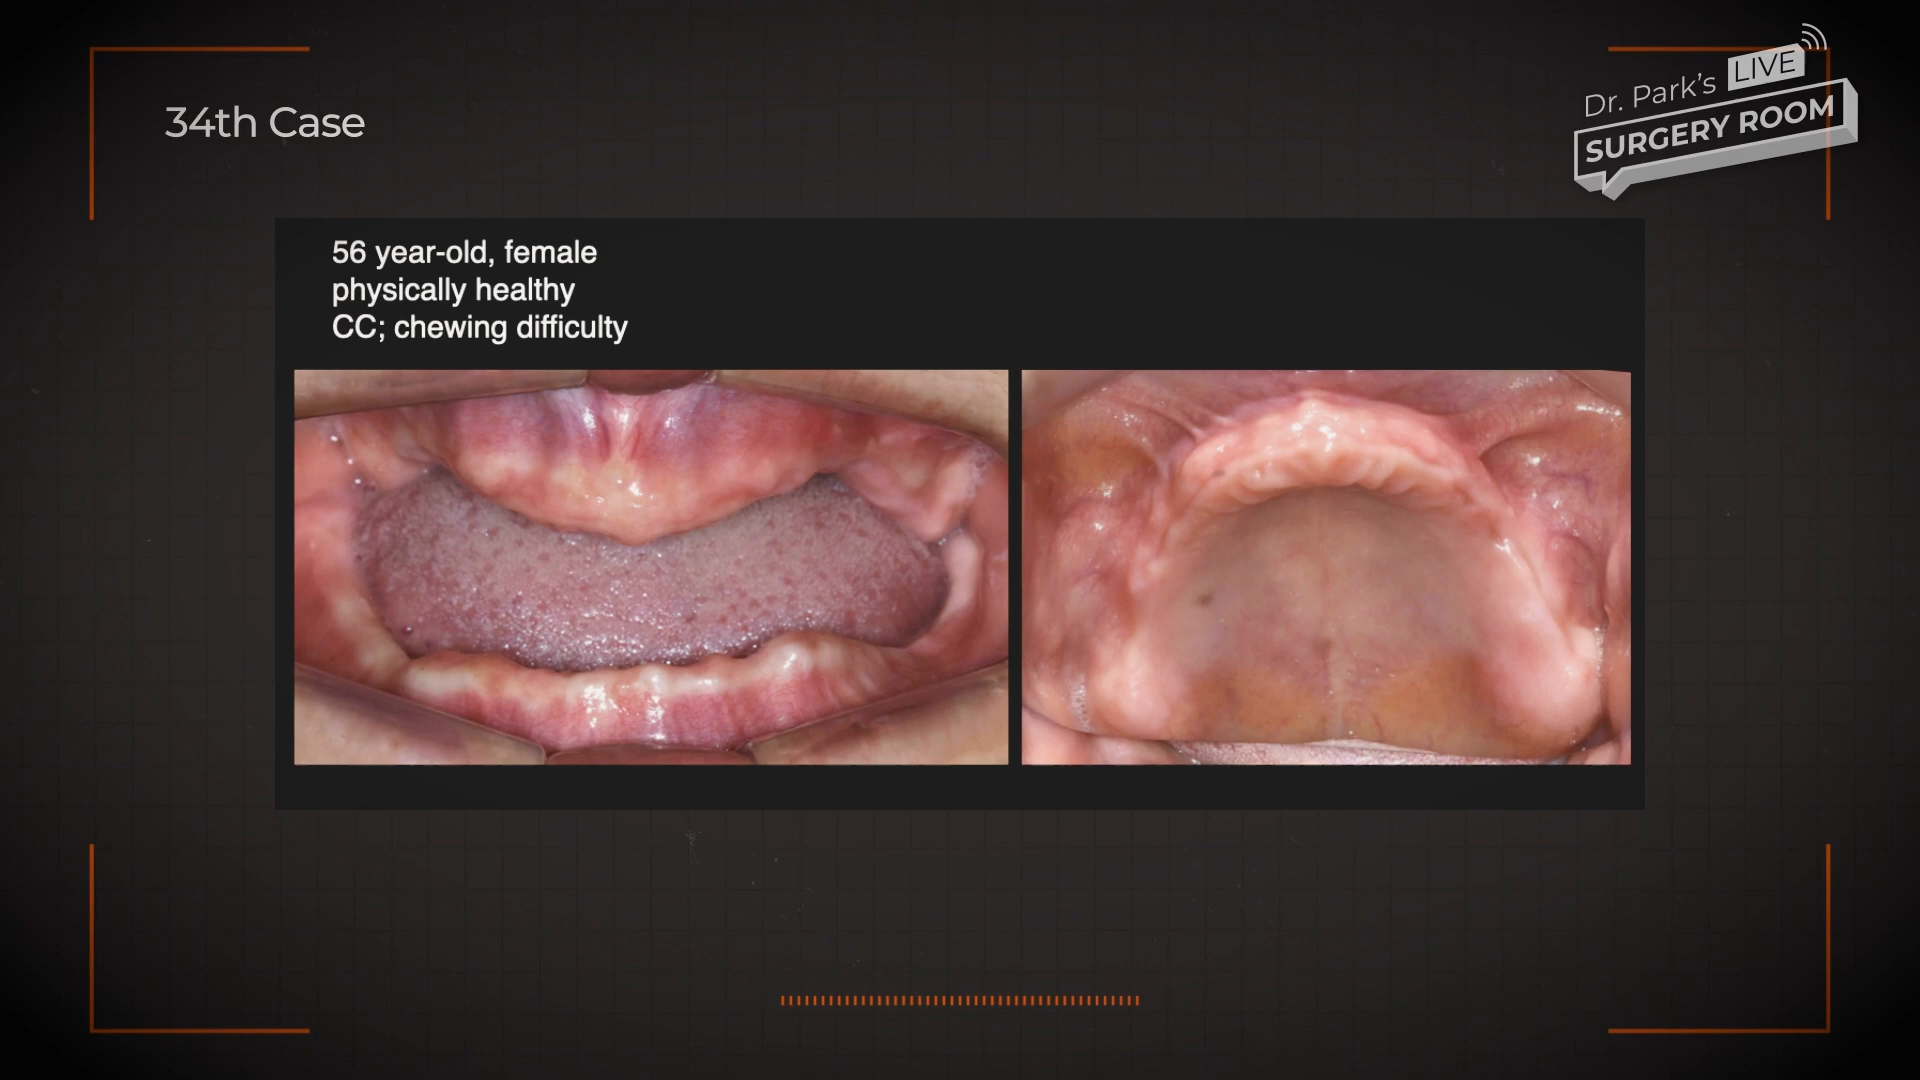 34th Case
Dr. Park's LIVE
SURGERY ROOM
56 year-old, female
physically healthy
CC; chewing difficulty